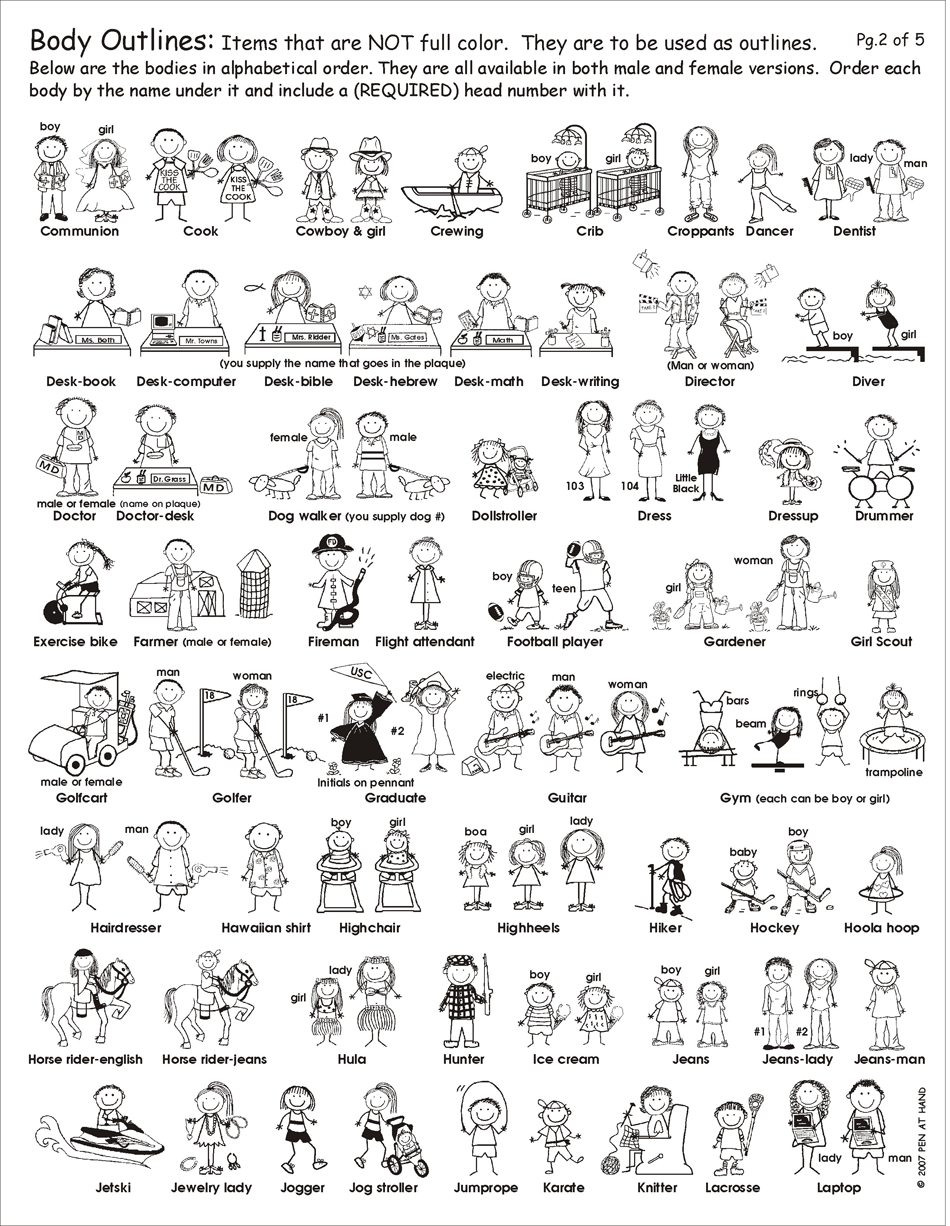 Body Outlines: Items that are NOT full color.  They are to be used as outlines.
Pg.2 of 5
Below are the bodies in alphabetical order. They are all available in both male and female versions.  Order each
body by the name under it and include a (REQUIRED) head number with it.
boy girl
KISS THE COOK KISS THE COOK
boy girl
lady man
Communion Cook Cowboy & girl Crewing Crib Croppants Dancer Dentist
Ms. Beth Mr. Towns Mrs. Ridder Ms. Gates Math
boy girl
(you supply the name that goes in the plaque) (Man or woman)
Desk-book Desk-computer Desk-bible Desk-hebrew Desk-math Desk-writing Director Diver
female male
MD MD Dr. Grass MD
103 104 Little Black
male or female (name on plaque)
Doctor Doctor-desk Dog walker (you supply dog #) Dollstroller Dress Dressup Drummer
FD
boy teen girl woman
Exercise bike Farmer (male or female) Fireman Flight attendant Football player Gardener Girl Scout
man woman
18 18
USC
#1 #2
electric man woman
bars beam rings
trampoline
male or female Initials on pennant
Golfcart Golfer Graduate Guitar Gym (each can be boy or girl)
lady man boy girl boa girl lady baby boy
Hairdresser Hawaiian shirt Highchair Highheels Hiker Hockey Hoola hoop
girl lady boy girl boy girl
#1 #2
Horse rider-english Horse rider-jeans Hula Hunter Ice cream Jeans Jeans-lady Jeans-man
lady man
Jetski Jewelry lady Jogger Jog stroller Jumprope Karate Knitter Lacrosse Laptop
© 2007 PEN AT HAND